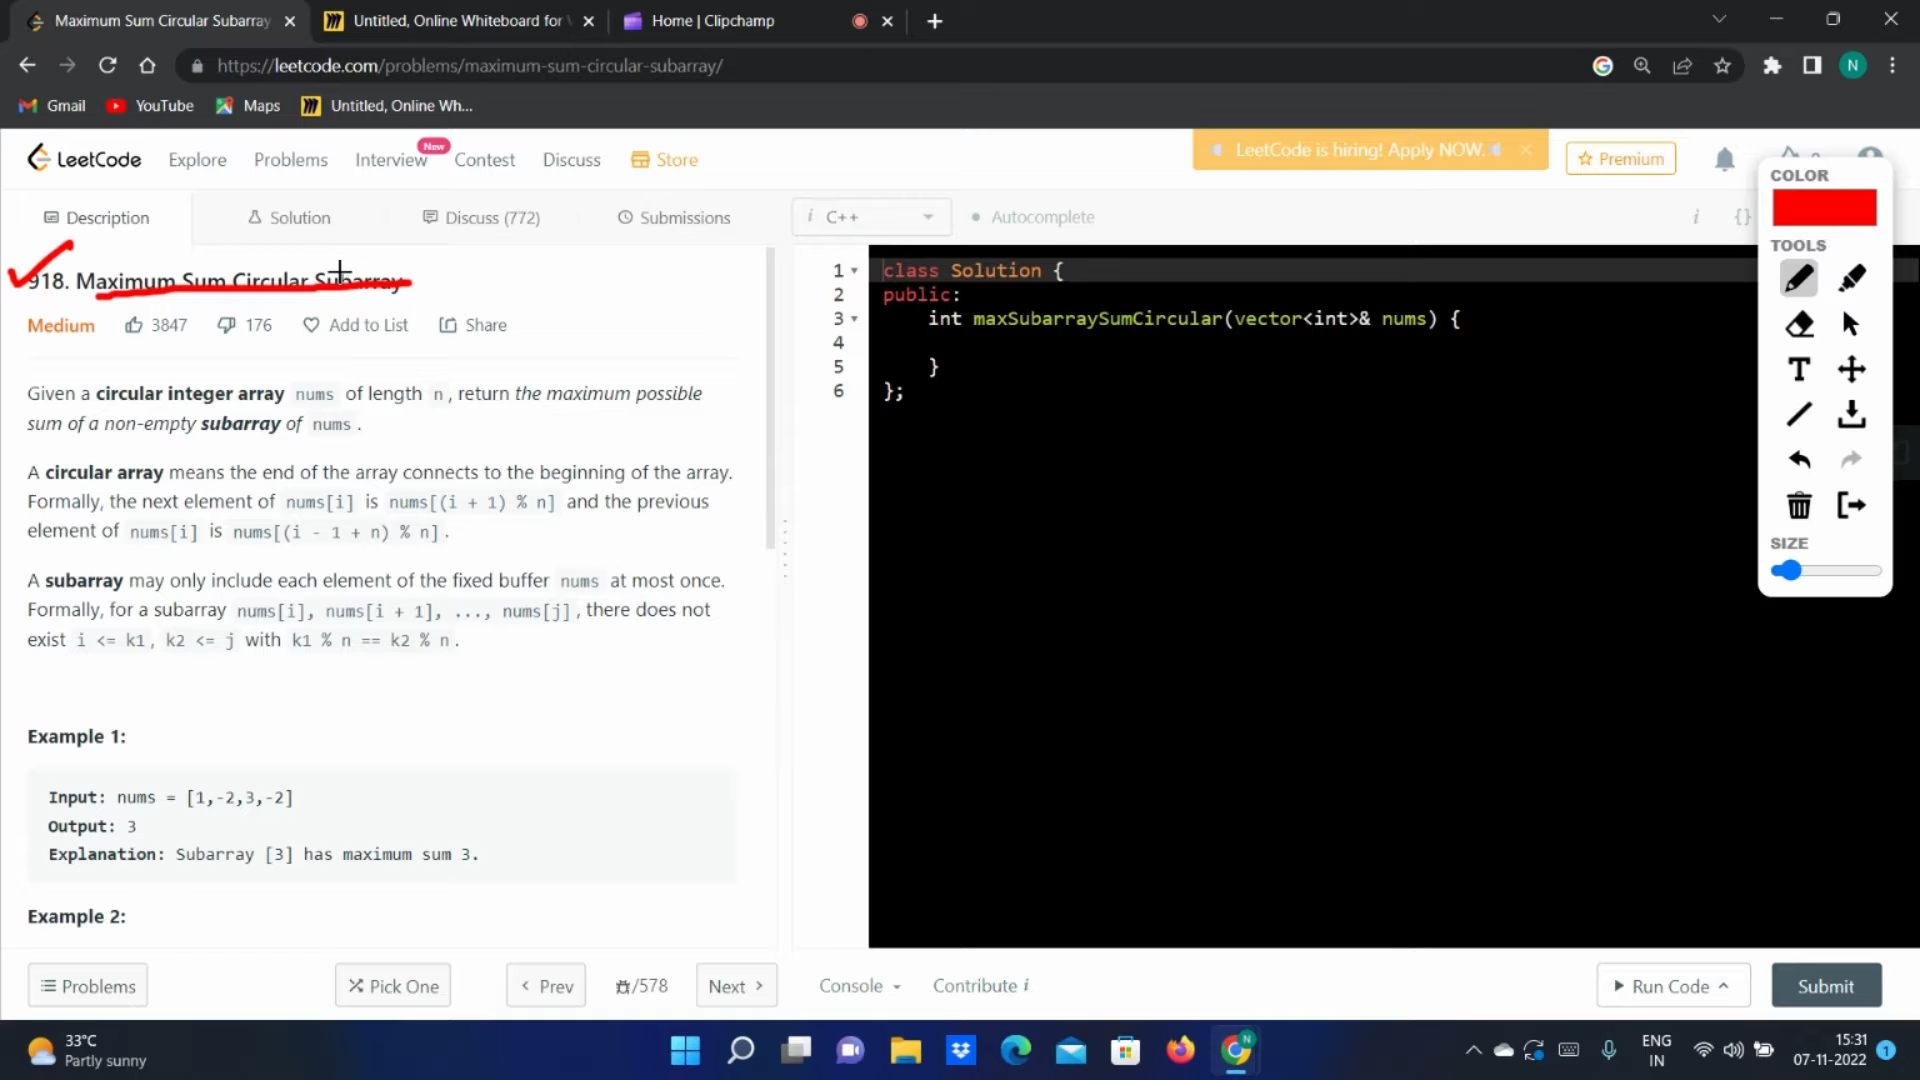 Maximum Sum Circular Subarray
Untitled, Online Whiteboard for
Home | Clipchamp
https://leetcode.com/problems/maximum-sum-circular-subarray/
N
Gmail
YouTube
Maps
Untitled, Online Wh...
LeetCode
Explore
Problems
Interview
New
Contest
Discuss
Store
LeetCode is hiring! Apply NOW.
Premium
Description
Solution
Discuss (772)
Submissions
i C++
Autocomplete
i {}
918. Maximum Sum Circular Subarray
Medium 3847 176 Add to List Share
Given a circular integer array nums of length n, return the maximum possible
sum of a non-empty subarray of nums.
A circular array means the end of the array connects to the beginning of the array.
Formally, the next element of nums[i] is nums[(i + 1) % n] and the previous
element of nums[i] is nums[(i - 1 + n) % n].
A subarray may only include each element of the fixed buffer nums at most once.
Formally, for a subarray nums[i], nums[i + 1], ..., nums[j], there does not
exist i <= k1, k2 <= j with k1 % n == k2 % n.
Example 1:
Input: nums = [1,-2,3,-2]
Output: 3
Explanation: Subarray [3] has maximum sum 3.
Example 2:
1 class Solution {
2 public:
3 int maxSubarraySumCircular(vector<int>& nums) {
4
5 }
6 };
COLOR
TOOLS
T
SIZE
Problems
Pick One
Prev
/578
Next
Console
Contribute i
Run Code
Submit
33°C
Partly sunny
N
ENG
IN
15:31
07-11-2022
1